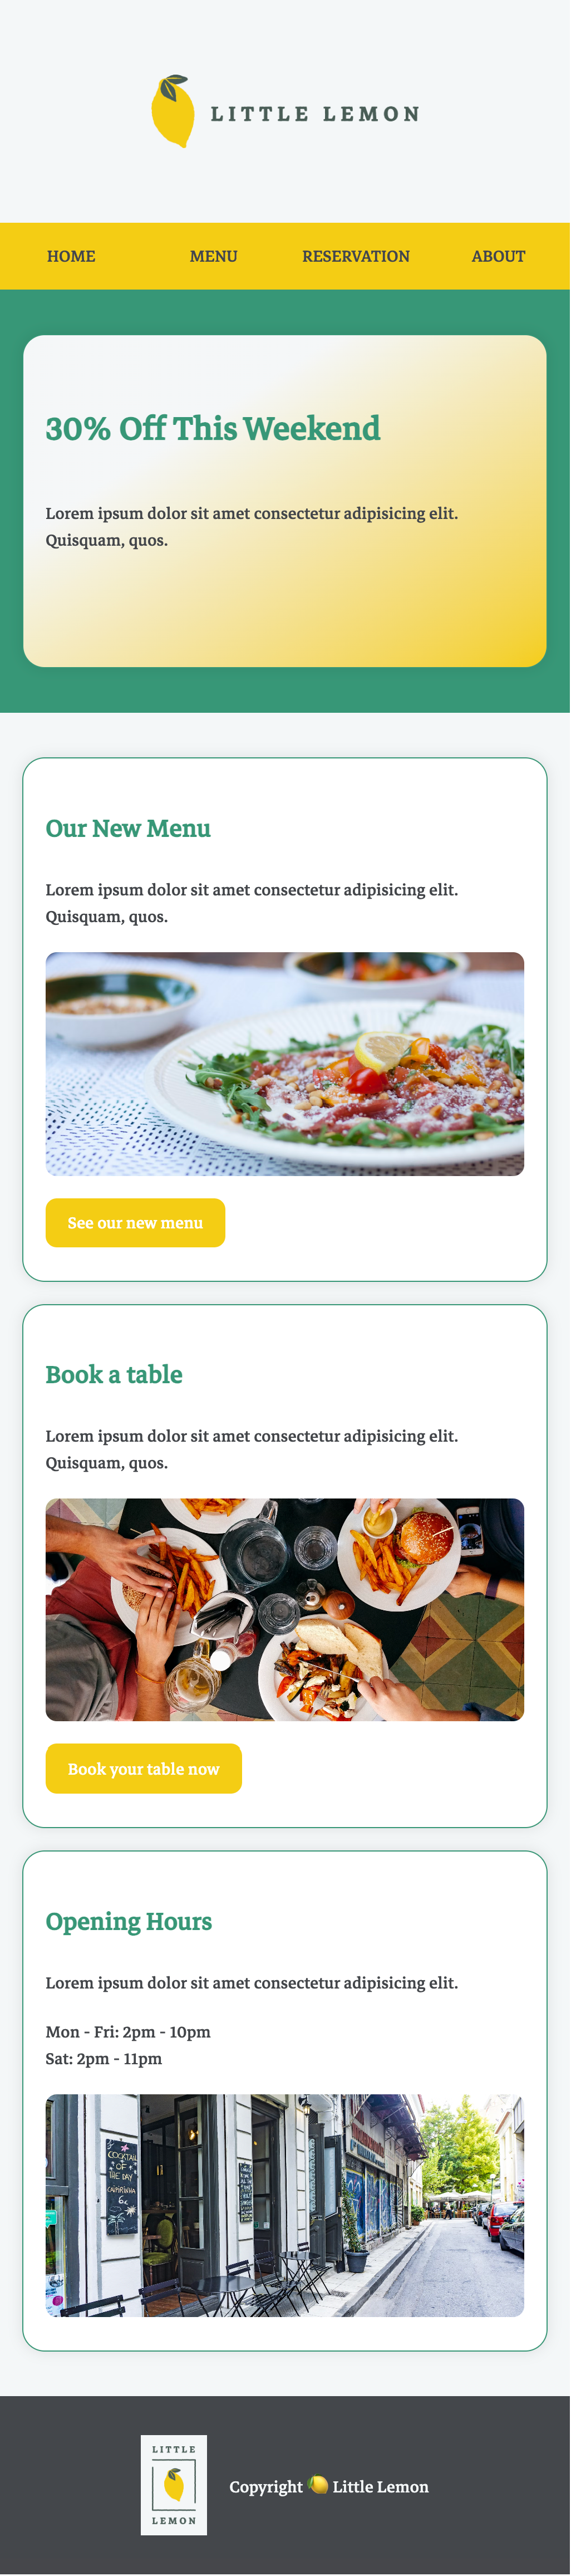 LITTLE LEMON
HOME MENU RESERVATION ABOUT
30% Off This Weekend
Lorem ipsum dolor sit amet consectetur adipisicing elit.
Quisquam, quos.
Our New Menu
Lorem ipsum dolor sit amet consectetur adipisicing elit.
Quisquam, quos.
See our new menu
Book a table
Lorem ipsum dolor sit amet consectetur adipisicing elit.
Quisquam, quos.
Book your table now
Opening Hours
Lorem ipsum dolor sit amet consectetur adipisicing elit.
Mon - Fri: 2pm - 10pm
Sat: 2pm - 11pm
COCKTAIL
OF
THE DAY
CAIPIRINHA
6€
LITTLE
LEMON
Copyright 🍋 Little Lemon